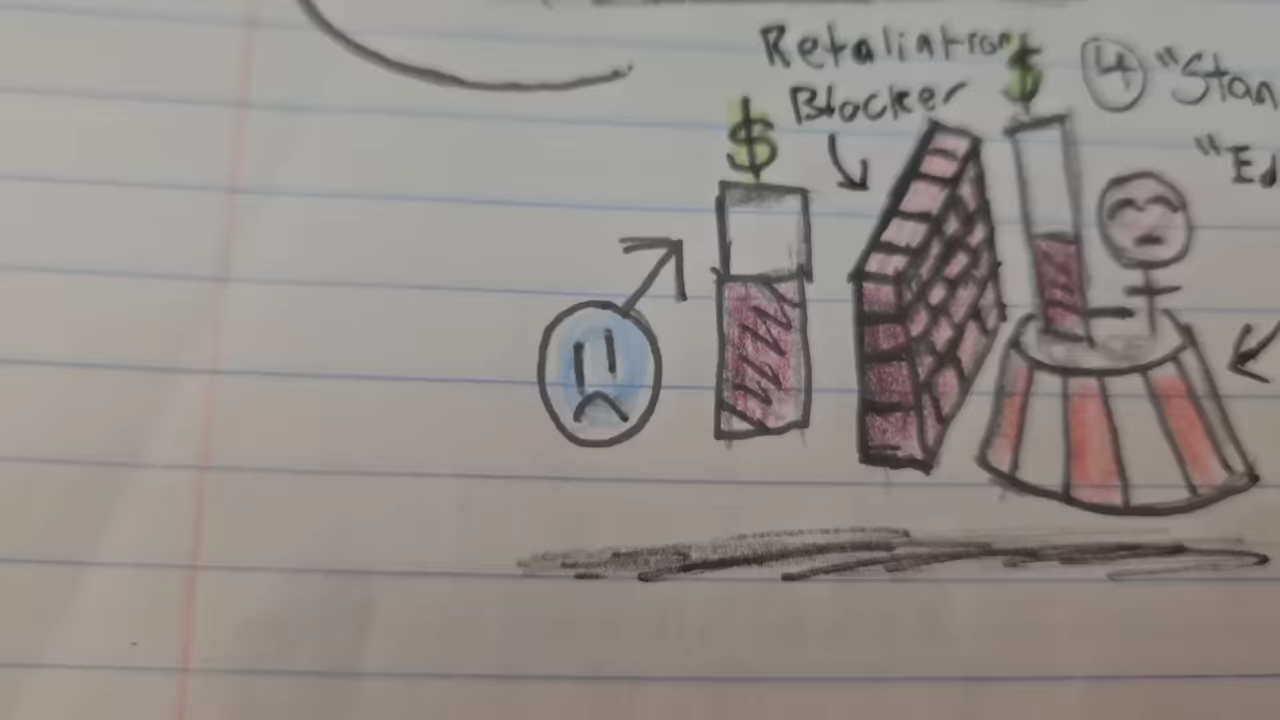 Retaliation
Blocker
$
$
④ "Stan
"Ed